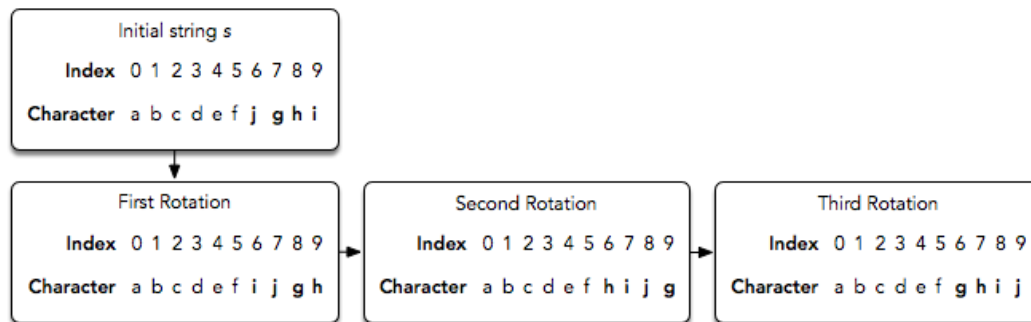 Initial string s
Index 0 1 2 3 4 5 6 7 8 9
Character a b c d e f j g h i
First Rotation
Index 0 1 2 3 4 5 6 7 8 9
Character a b c d e f i j g h
Second Rotation
Index 0 1 2 3 4 5 6 7 8 9
Character a b c d e f h i j g
Third Rotation
Index 0 1 2 3 4 5 6 7 8 9
Character a b c d e f g h i j